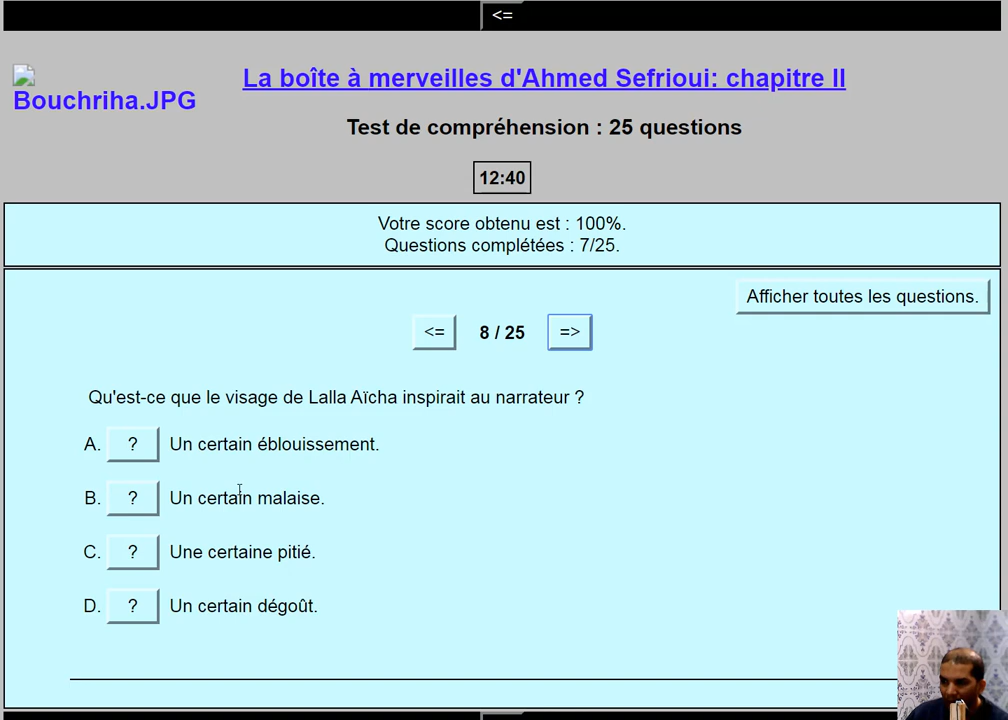 <=
La boîte à merveilles d'Ahmed Sefrioui: chapitre II
Bouchriha.JPG
Test de compréhension : 25 questions
12:40
Votre score obtenu est : 100%.
Questions complétées : 7/25.
Afficher toutes les questions.
<= 8 / 25 =>
Qu'est-ce que le visage de Lalla Aïcha inspirait au narrateur ?
A. ? Un certain éblouissement.
B. ? Un certain malaise.
C. ? Une certaine pitié.
D. ? Un certain dégoût.